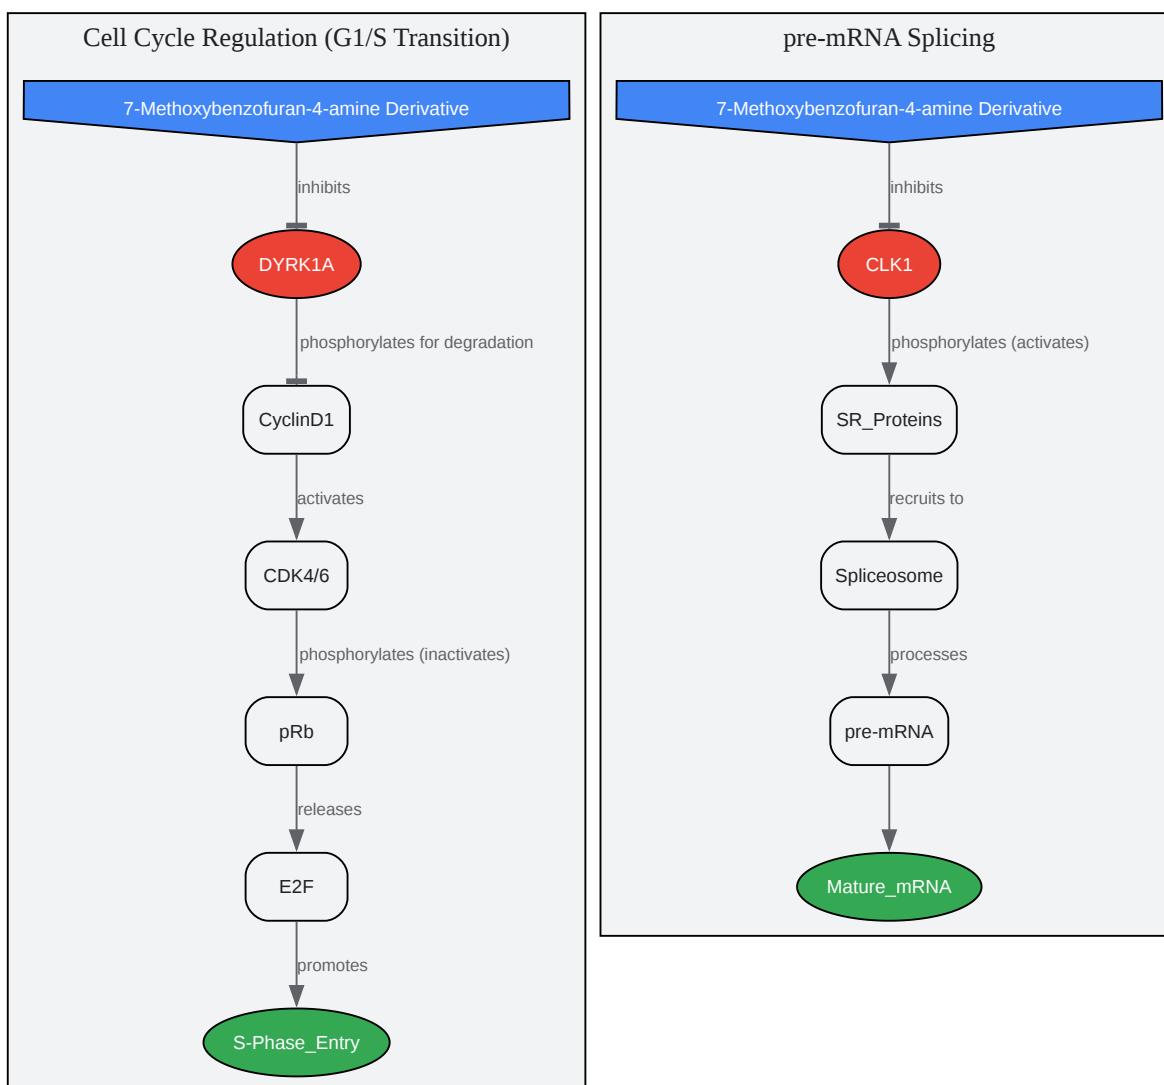 Cell Cycle Regulation (G1/S Transition)
7-Methoxybenzofuran-4-amine Derivative
inhibits
DYRK1A
phosphorylates for degradation
CyclinD1
activates
CDK4/6
phosphorylates (inactivates)
pRb
releases
E2F
promotes
S-Phase_Entry
pre-mRNA Splicing
7-Methoxybenzofuran-4-amine Derivative
inhibits
CLK1
phosphorylates (activates)
SR_Proteins
recruits to
Spliceosome
processes
pre-mRNA
Mature_mRNA